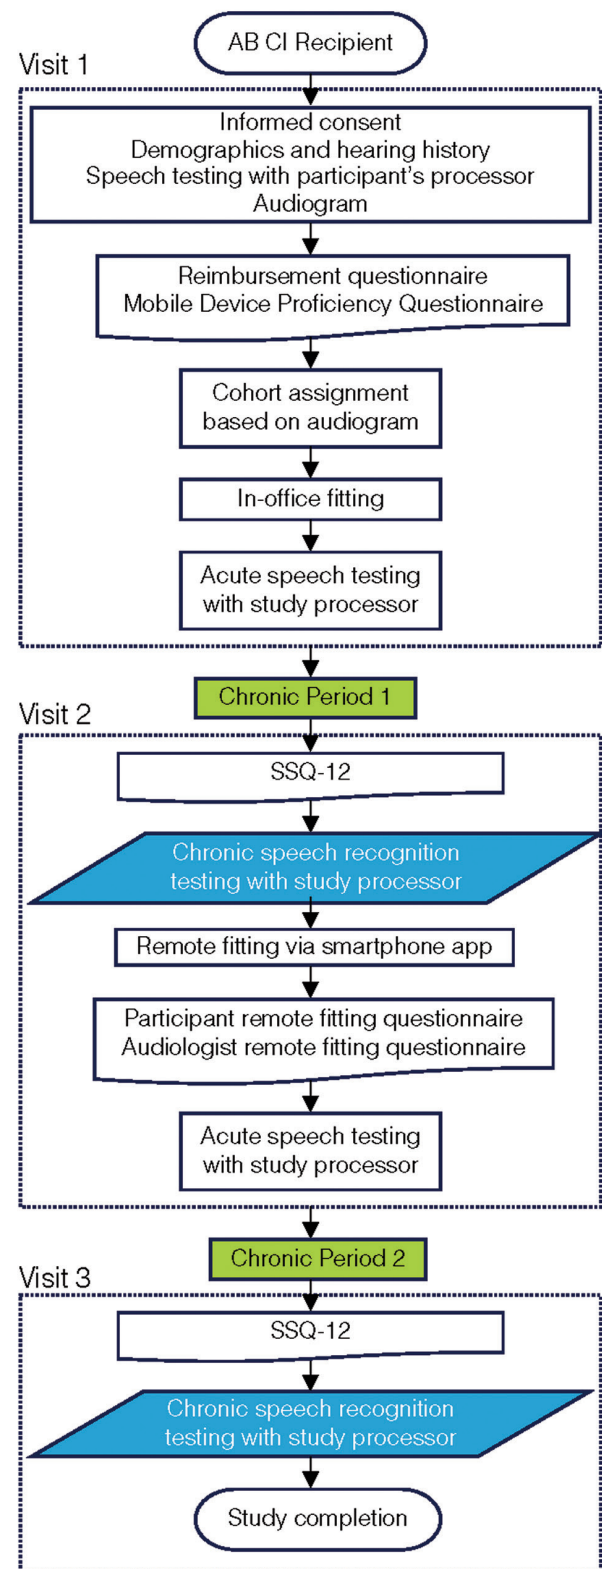 AB CI Recipient
Visit 1
Informed consent
Demographics and hearing history
Speech testing with participant's processor
Audiogram
Reimbursement questionnaire
Mobile Device Proficiency Questionnaire
Cohort assignment
based on audiogram
In-office fitting
Acute speech testing
with study processor
Chronic Period 1
Visit 2
SSQ-12
Chronic speech recognition
testing with study processor
Remote fitting via smartphone app
Participant remote fitting questionnaire
Audiologist remote fitting questionnaire
Acute speech testing
with study processor
Chronic Period 2
Visit 3
SSQ-12
Chronic speech recognition
testing with study processor
Study completion